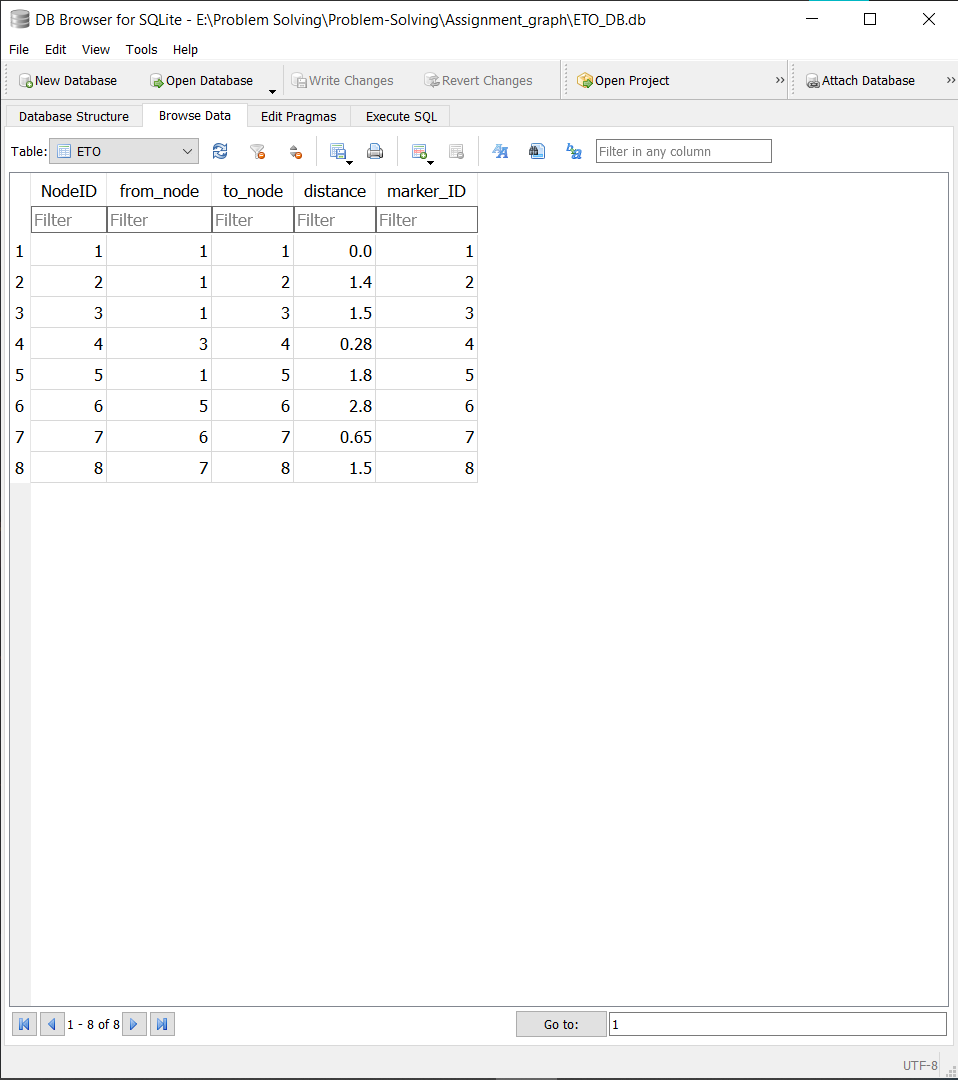 DB Browser for SQLite - E:\Problem Solving\Problem-Solving\Assignment_graph\ETO_DB.db
File Edit View Tools Help
New Database Open Database Write Changes Revert Changes Open Project » Attach Database »
Database Structure Browse Data Edit Pragmas Execute SQL
Table: ETO Filter in any column
NodeID from_node to_node distance marker_ID
Filter Filter Filter Filter Filter
1 1 1 1 0.0 1
2 2 1 2 1.4 2
3 3 1 3 1.5 3
4 4 3 4 0.28 4
5 5 1 5 1.8 5
6 6 5 6 2.8 6
7 7 6 7 0.65 7
8 8 7 8 1.5 8
1 - 8 of 8 Go to: 1
UTF-8